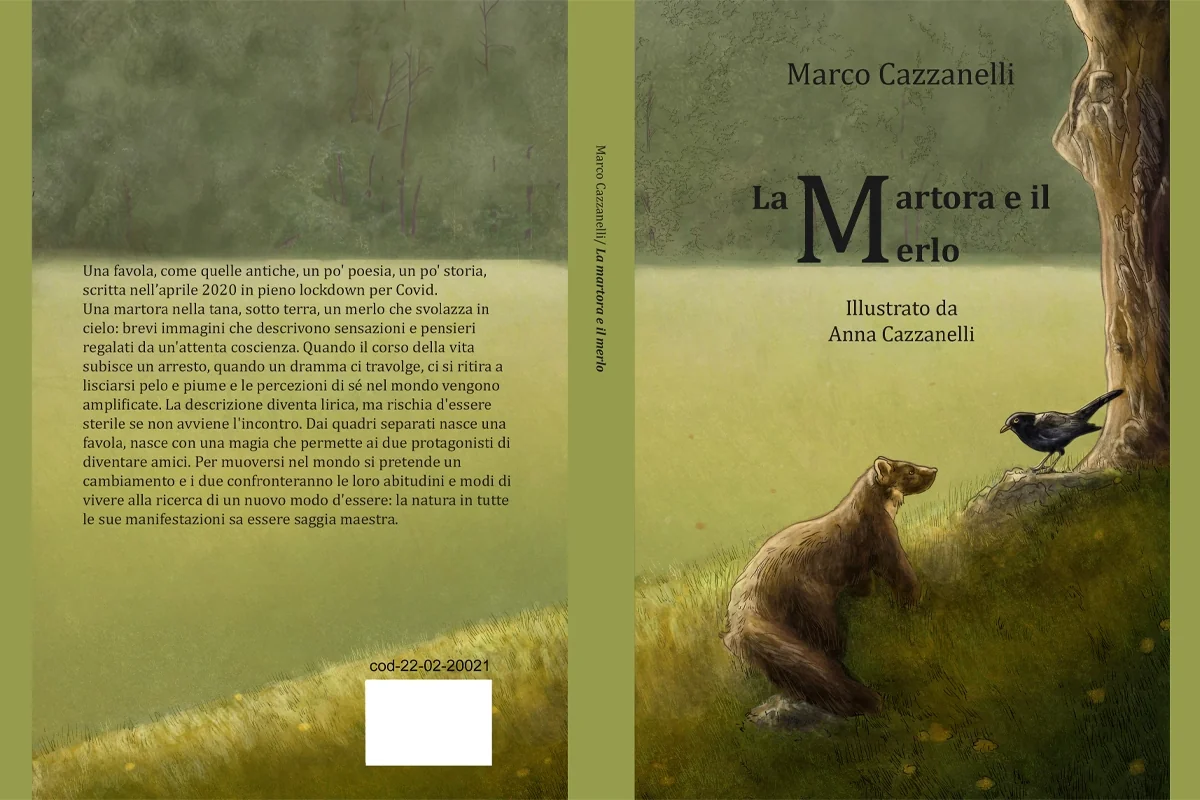 Una favola, come quelle antiche, un po' poesia, un po' storia,
scritta nell'aprile 2020 in pieno lockdown per Covid.
Una martora nella tana, sotto terra, un merlo che svolazza in
cielo: brevi immagini che descrivono sensazioni e pensieri
regalati da un'attenta coscienza. Quando il corso della vita
subisce un arresto, quando un dramma ci travolge, ci si ritira a
lisciarsi pelo e piume e le percezioni di sé nel mondo vengono
amplificate. La descrizione diventa lirica, ma rischia d'essere
sterile se non avviene l'incontro. Dai quadri separati nasce una
favola, nasce con una magia che permette ai due protagonisti di
diventare amici. Per muoversi nel mondo si pretende un
cambiamento e i due confronteranno le loro abitudini e modi di
vivere alla ricerca di un nuovo modo d'essere: la natura in tutte
le sue manifestazioni sa essere saggia maestra.
cod-22-02-20021
Marco Cazzanelli/ La martora e il merlo
Marco Cazzanelli
La Martora e il
Merlo
Illustrato da
Anna Cazzanelli